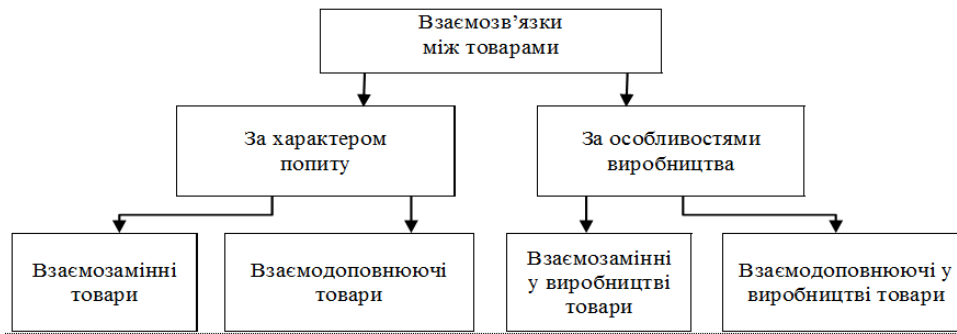 Взаємозв’язки
між товарами
За характером
попиту
За особливостями
виробництва
Взаємозамінні
товари
Взаємодоповнюючі
товари
Взаємозамінні
у виробництві
товари
Взаємодоповнюючі у
виробництві товари